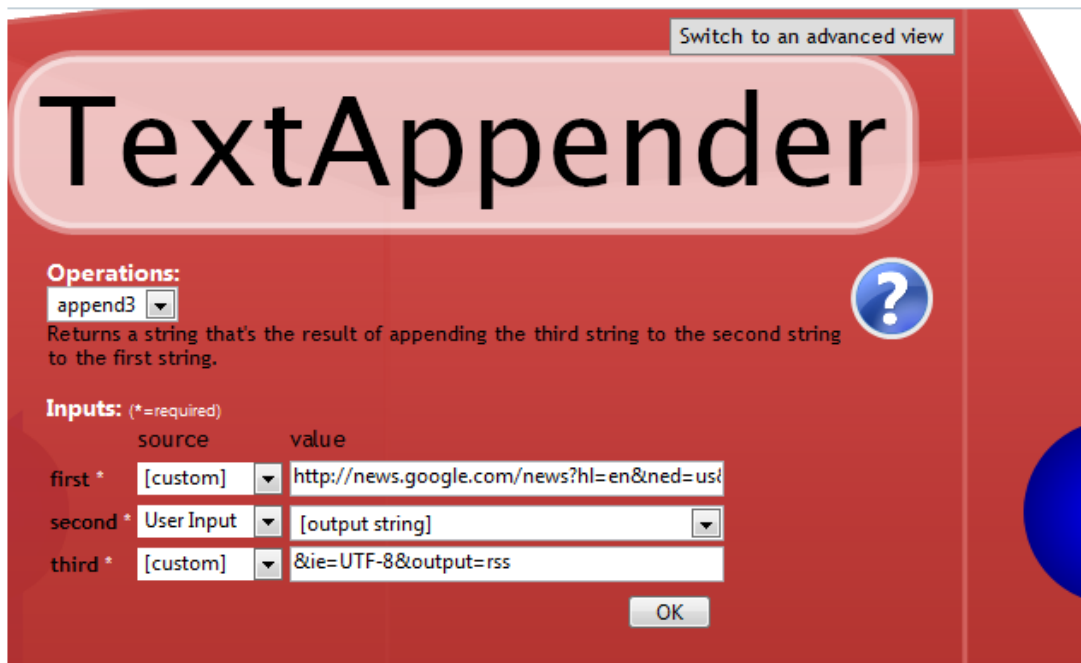 Switch to an advanced view
TextAppender
Operations:
append3
Returns a string that's the result of appending the third string to the second string
to the first string.
?
Inputs: (*=required)
source value
first * [custom] http://news.google.com/news?hl=en&ned=us&
second * User Input [output string]
third * [custom] &ie=UTF-8&output=rss
OK